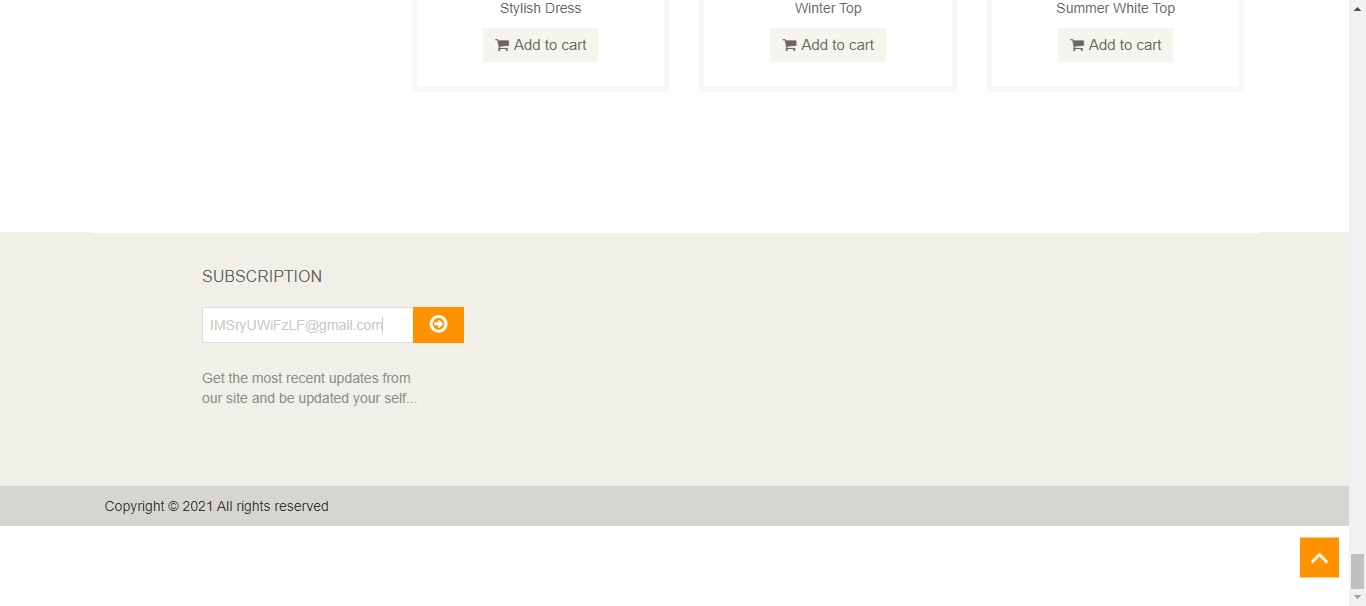 Stylish Dress
Winter Top
Summer White Top
Add to cart
Add to cart
Add to cart
SUBSCRIPTION
IMSryUWiFzLF@gmail.com
Get the most recent updates from
our site and be updated your self...
Copyright © 2021 All rights reserved